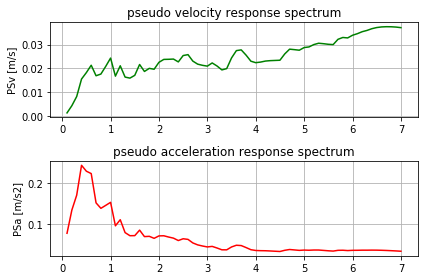 pseudo velocity response spectrum
PSv [m/s]
0.03
0.02
0.01
0.00
0 1 2 3 4 5 6 7
pseudo acceleration response spectrum
PSa [m/s2]
0.2
0.1
0 1 2 3 4 5 6 7